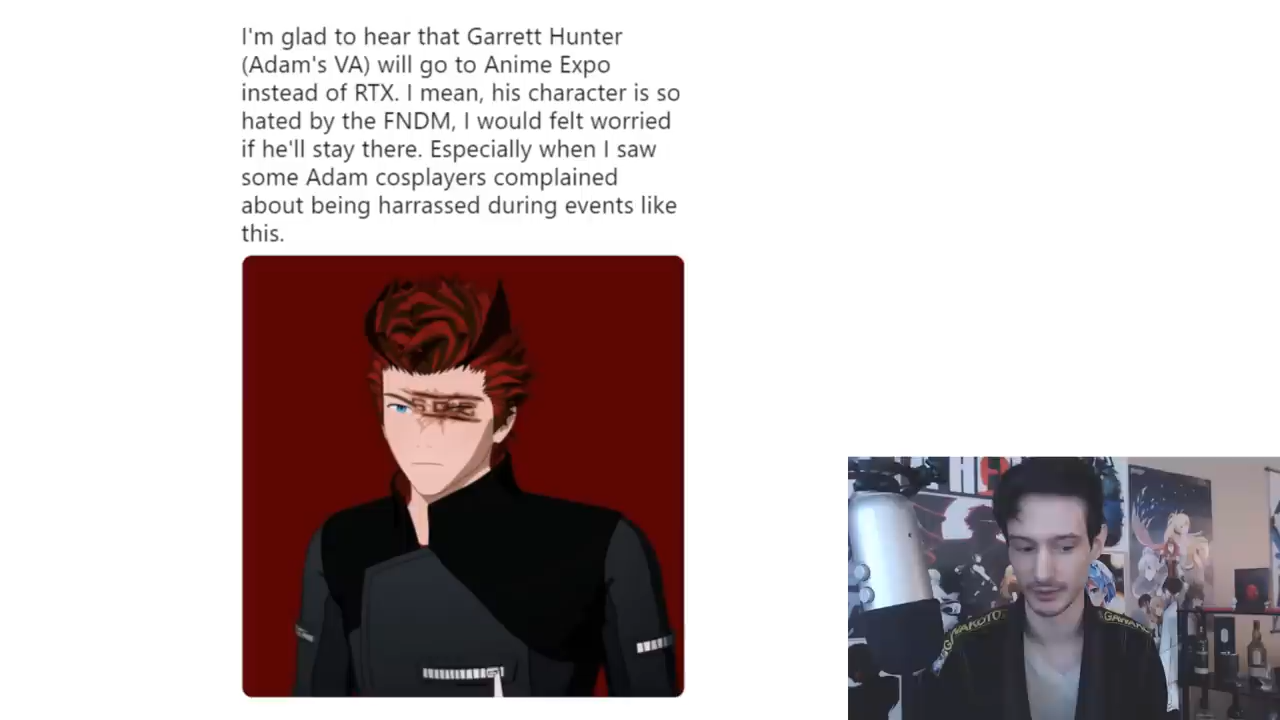 I'm glad to hear that Garrett Hunter
(Adam's VA) will go to Anime Expo
instead of RTX. I mean, his character is so
hated by the FNDM, I would felt worried
if he'll stay there. Especially when I saw
some Adam cosplayers complained
about being harrassed during events like
this.